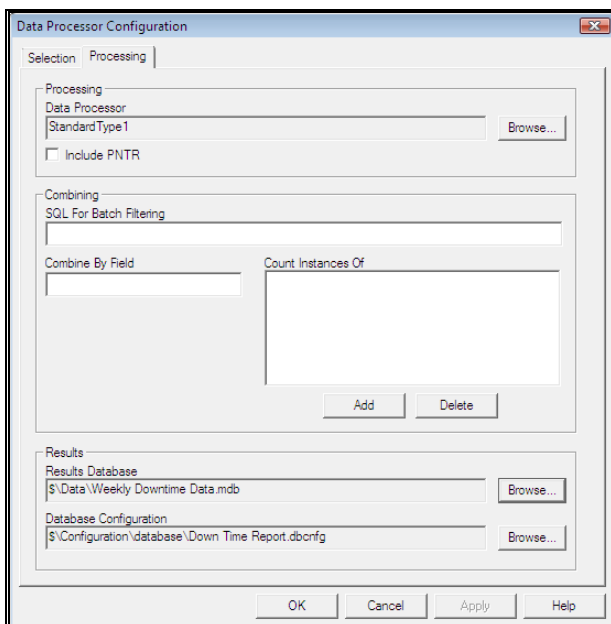 Data Processor Configuration
Selection Processing
Processing
Data Processor
StandardType1 Browse...
Include PNTR
Combining
SQL For Batch Filtering
Combine By Field Count Instances Of
Add Delete
Results
Results Database
$\Data\Weekly Downtime Data.mdb Browse...
Database Configuration
$\Configuration\database\Down Time Report.dbcnfg Browse...
OK Cancel Apply Help